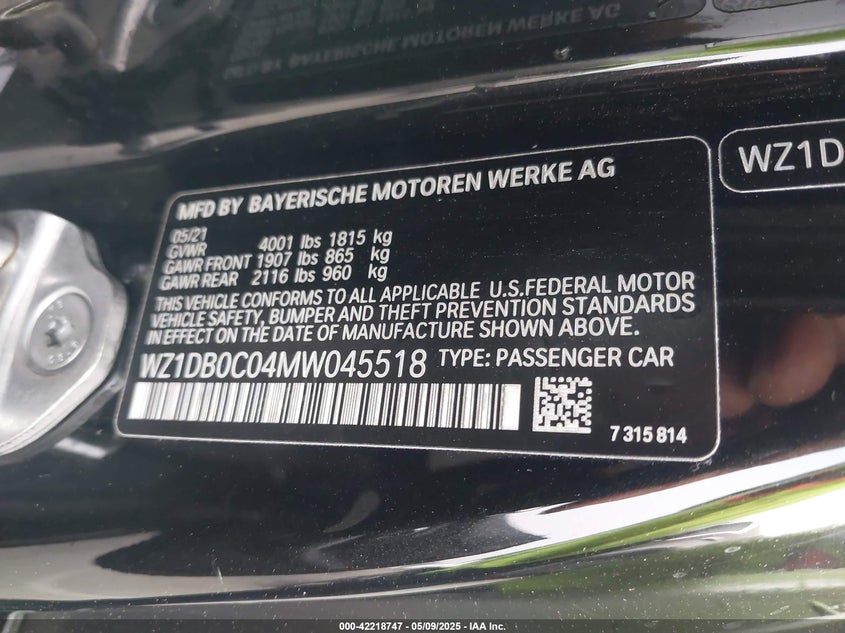 MFD BY BAYERISCHE MOTOREN WERKE AG
05/21
GVWR 4001 lbs 1815 kg
GAWR FRONT 1907 lbs 865 kg
GAWR REAR 2116 lbs 960 kg
THIS VEHICLE CONFORMS TO ALL APPLICABLE U.S.FEDERAL MOTOR
VEHICLE SAFETY, BUMPER AND THEFT PREVENTION STANDARDS
IN EFFECT ON THE DATE OF MANUFACTURE SHOWN ABOVE.
WZ1DB0C04MW045518 TYPE: PASSENGER CAR
7 315 814
WZ1D
000-42218747 | 05/09/2025 | IAA Inc.